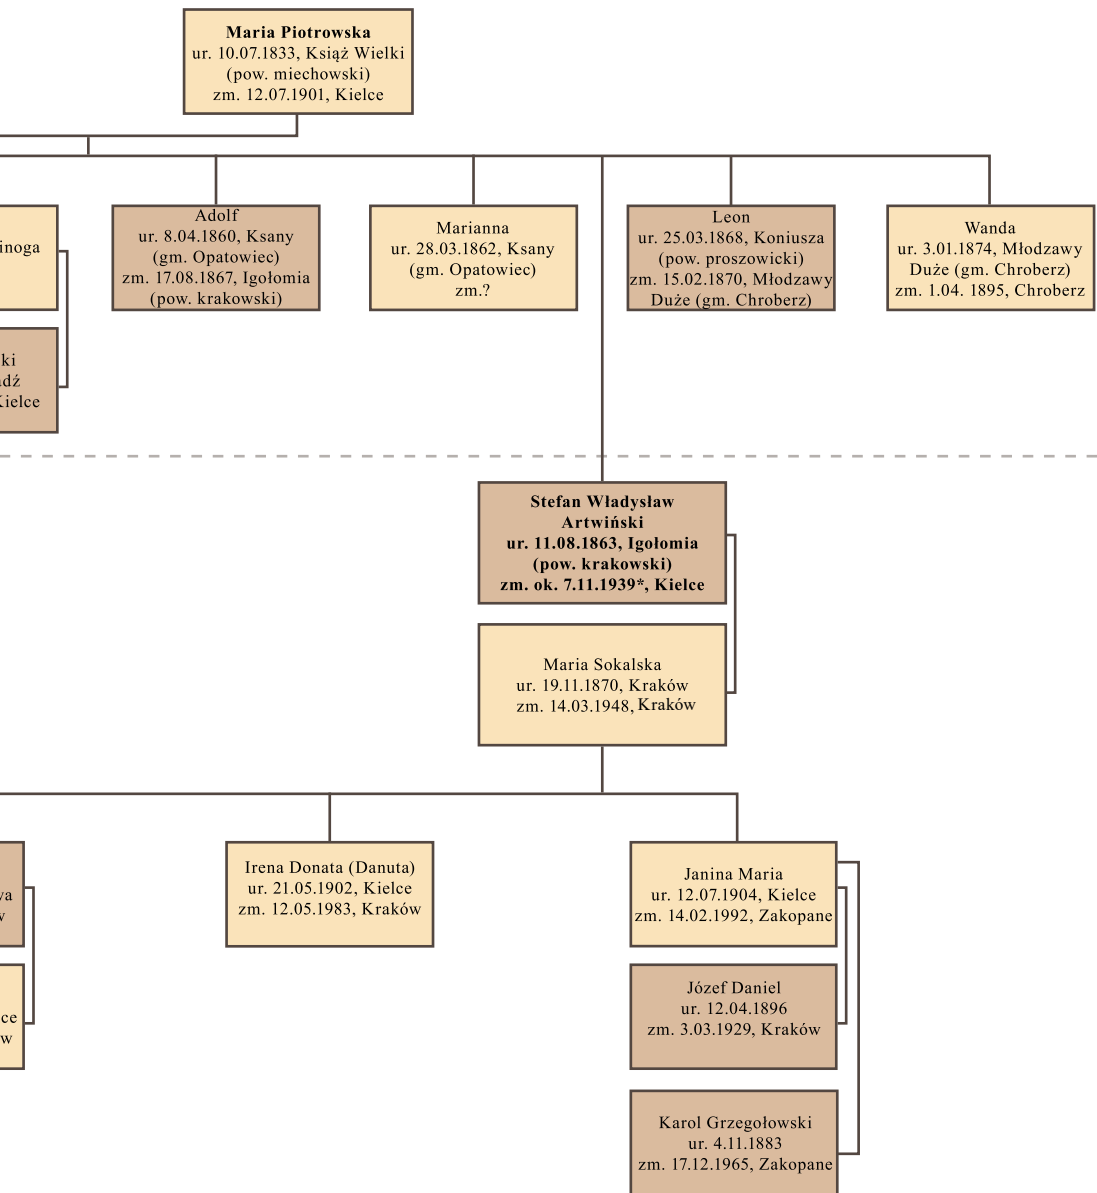 Maria Piotrowska
ur. 10.07.1833, Książ Wielki
(pow. miechowski)
zm. 12.07.1901, Kielce
inoga
Adolf
ur. 8.04.1860, Ksany
(gm. Opatowiec)
zm. 17.08.1867, Igołomia
(pow. krakowski)
Marianna
ur. 28.03.1862, Ksany
(gm. Opatowiec)
zm.?
Leon
ur. 25.03.1868, Koniusza
(pow. proszowicki)
zm. 15.02.1870, Młodzawy
Duże (gm. Chroberz)
Wanda
ur. 3.01.1874, Młodzawy
Duże (gm. Chroberz)
zm. 1.04. 1895, Chroberz
ki
adź
Kielce
Stefan Władysław
Artwiński
ur. 11.08.1863, Igołomia
(pow. krakowski)
zm. ok. 7.11.1939*, Kielce
Maria Sokalska
ur. 19.11.1870, Kraków
zm. 14.03.1948, Kraków
va
w
Irena Donata (Danuta)
ur. 21.05.1902, Kielce
zm. 12.05.1983, Kraków
Janina Maria
ur. 12.07.1904, Kielce
zm. 14.02.1992, Zakopane
ce
w
Józef Daniel
ur. 12.04.1896
zm. 3.03.1929, Kraków
Karol Grzegołowski
ur. 4.11.1883
zm. 17.12.1965, Zakopane